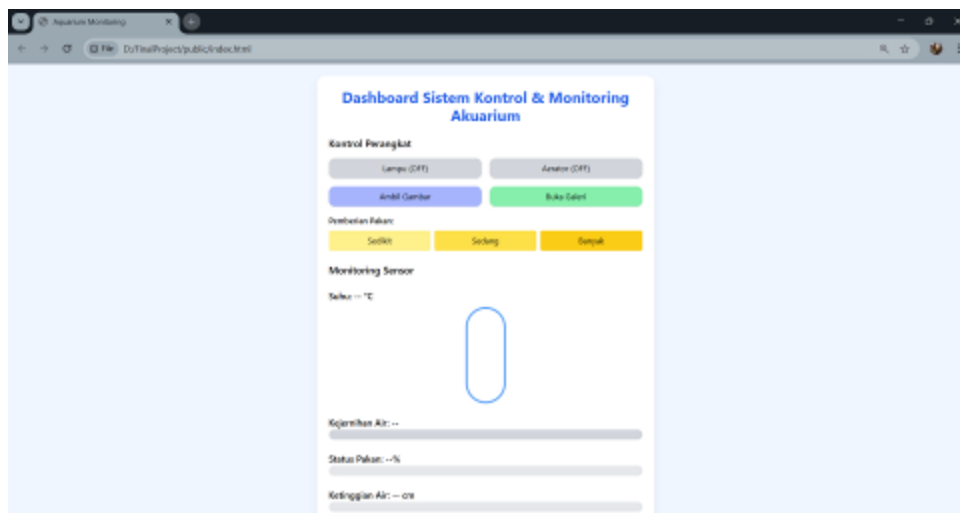 Aquarium Monitoring
File D:/FinalProject/public/index.html
Dashboard Sistem Kontrol & Monitoring
Akuarium
Kontrol Perangkat
Lampu (OFF) Aerator (OFF)
Ambil Gambar Buka Galeri
Pemberian Pakan:
Sedikit Sedang Banyak
Monitoring Sensor
Suhu: -- °C
Kejernihan Air: --
Status Pakan: --%
Ketinggian Air: -- cm